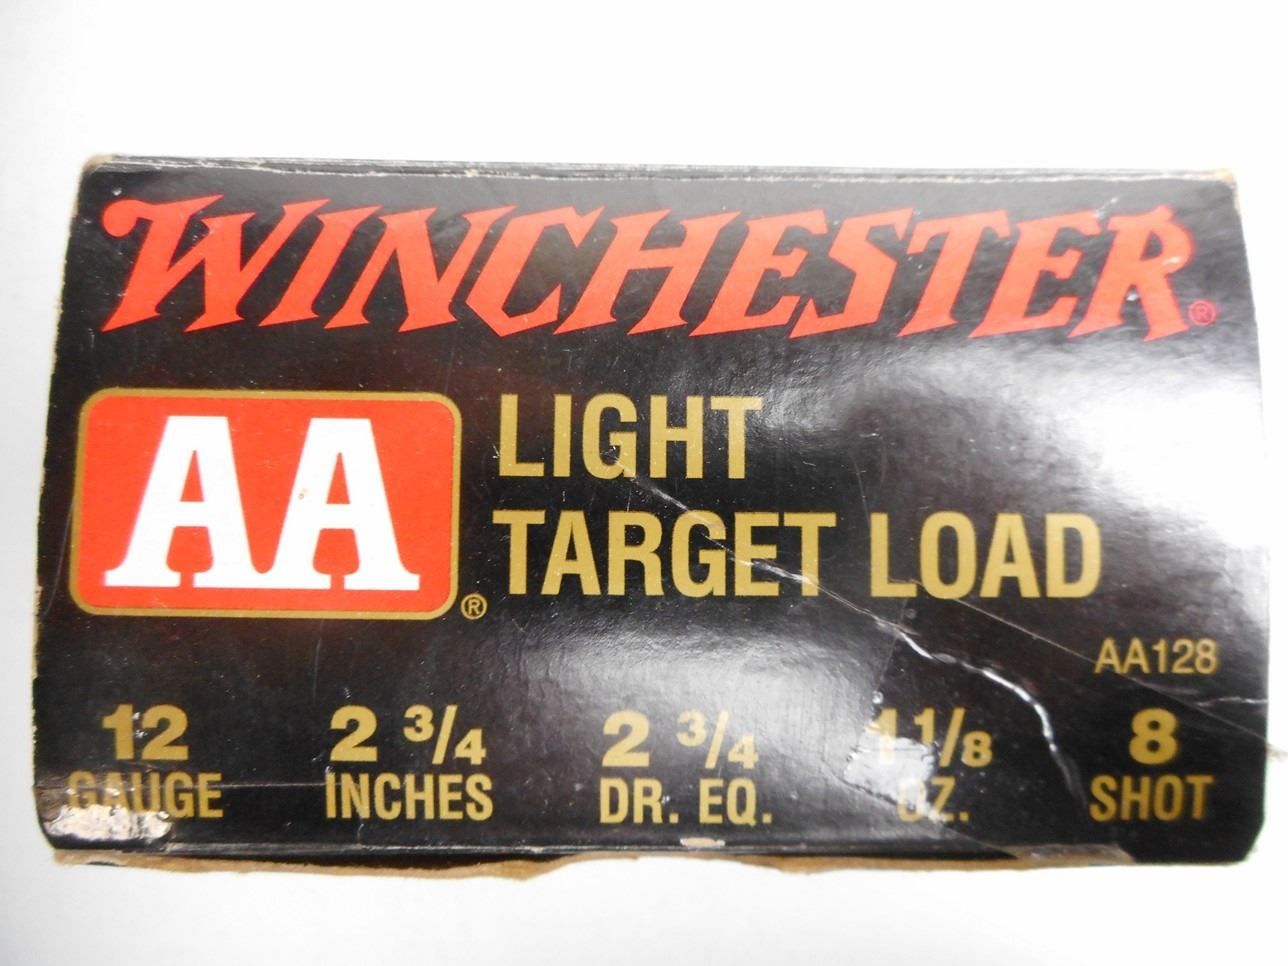 WINCHESTER®
AA®
LIGHT
TARGET LOAD
AA128
12 2 3/4 2 3/4 1 1/8 8
GAUGE INCHES DR. EQ. OZ. SHOT